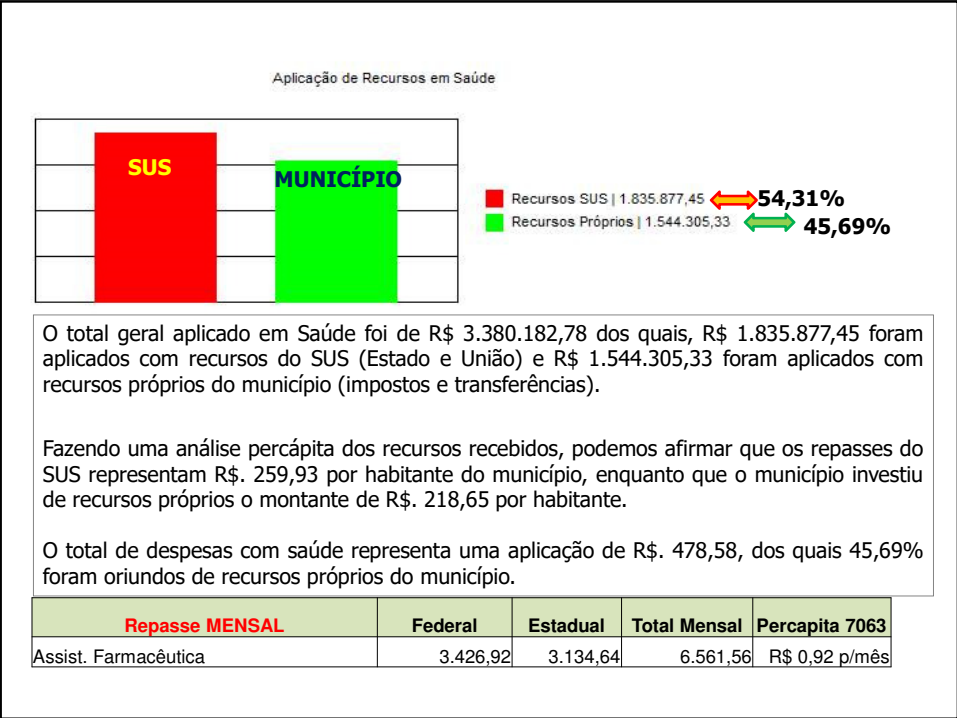 Aplicação de Recursos em Saúde
SUS
MUNICÍPIO
Recursos SUS | 1.835.877,45 54,31%
Recursos Próprios | 1.544.305,33 45,69%
O total geral aplicado em Saúde foi de R$ 3.380.182,78 dos quais, R$ 1.835.877,45 foram
aplicados com recursos do SUS (Estado e União) e R$ 1.544.305,33 foram aplicados com
recursos próprios do município (impostos e transferências).
Fazendo uma análise percápita dos recursos recebidos, podemos afirmar que os repasses do
SUS representam R$. 259,93 por habitante do município, enquanto que o município investiu
de recursos próprios o montante de R$. 218,65 por habitante.
O total de despesas com saúde representa uma aplicação de R$. 478,58, dos quais 45,69%
foram oriundos de recursos próprios do município.
Repasse MENSAL Federal Estadual Total Mensal Percapita 7063
Assist. Farmacêutica 3.426,92 3.134,64 6.561,56 R$ 0,92 p/mês